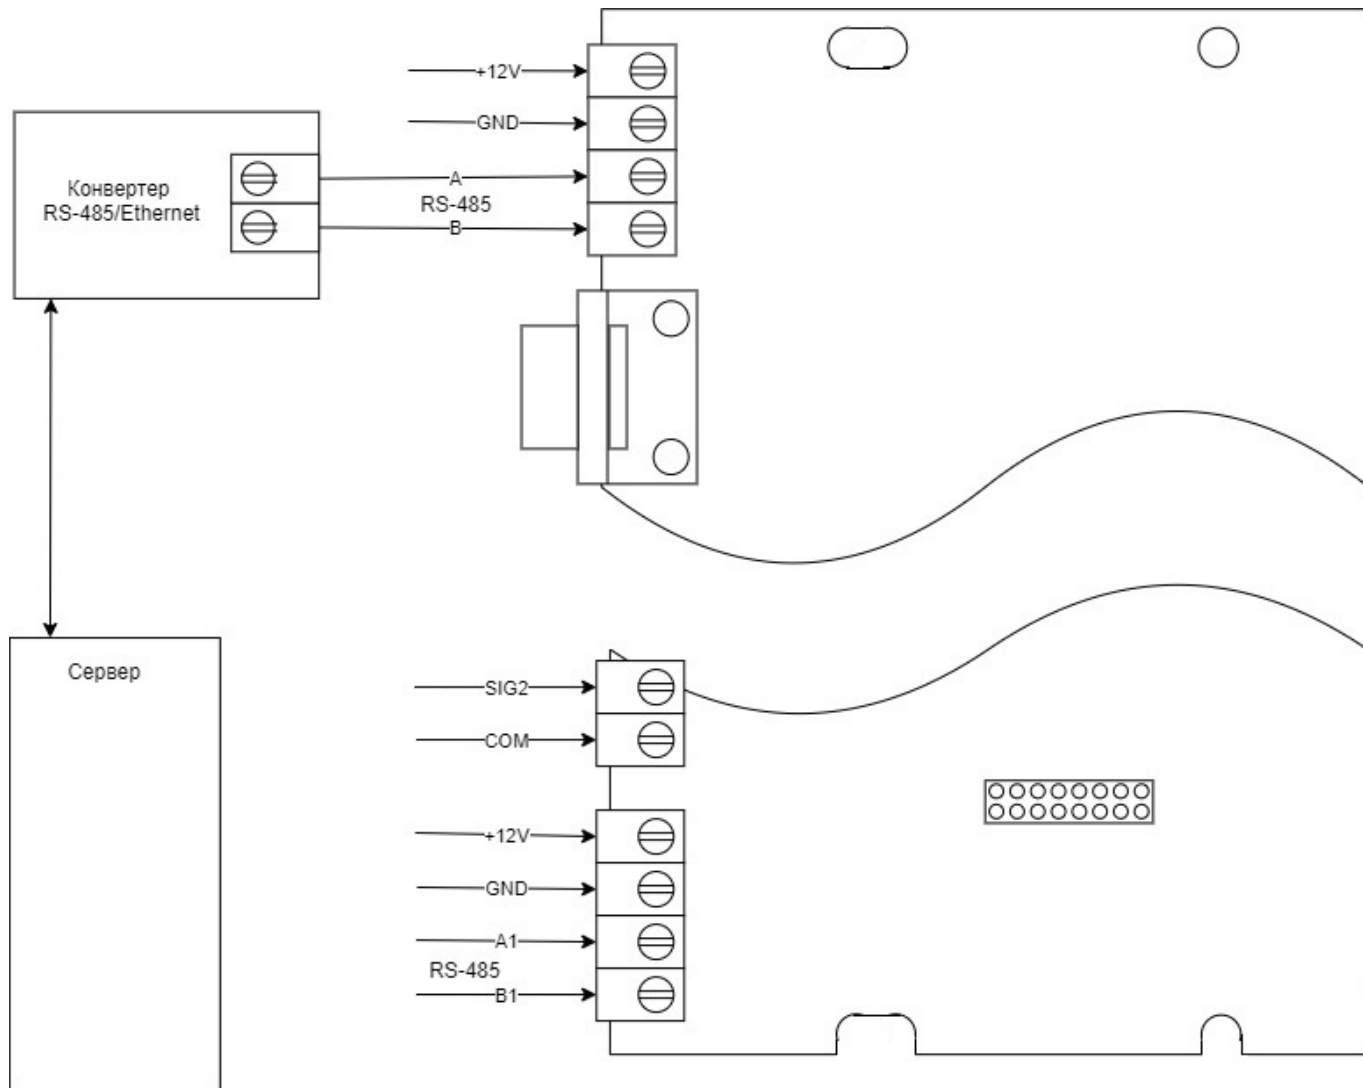 +12V
GND
Конвертер
RS-485/Ethernet
A
RS-485
B
Сервер
SIG2
COM
+12V
GND
A1
RS-485
B1